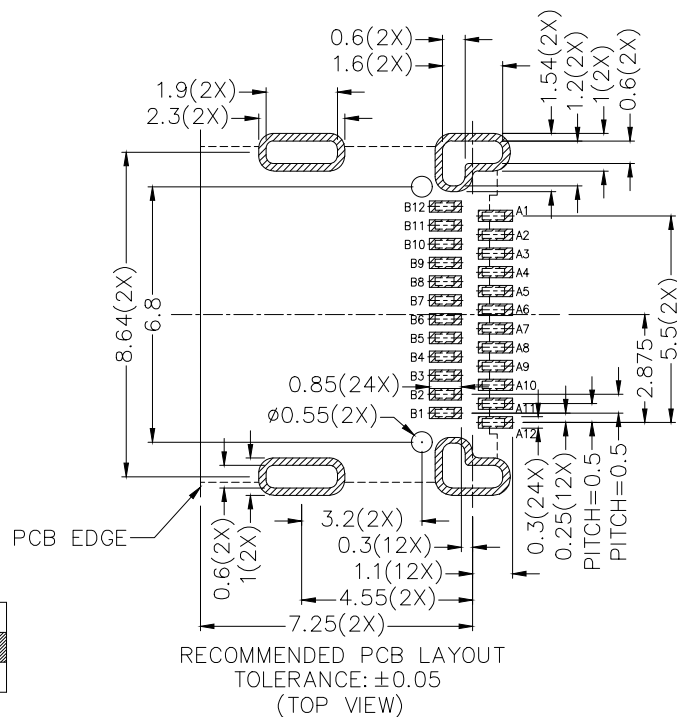 0.6(2X)
1.6(2X)
1.54(2X)
1.2(2X)
1(2X)
0.6(2X)
1.9(2X)
2.3(2X)
8.64(2X)
6.8
B12
B11
B10
B9
B8
B7
B6
B5
B4
B3
B2
B1
A1
A2
A3
A4
A5
A6
A7
A8
A9
A10
A11
A12
5.5(2X)
2.875
0.85(24X)
ø0.55(2X)
PCB EDGE
0.6(2X)
1(2X)
3.2(2X)
0.3(12X)
1.1(12X)
4.55(2X)
7.25(2X)
0.3(24X)
0.25(12X)
PITCH=0.5
PITCH=0.5
RECOMMENDED PCB LAYOUT
TOLERANCE: ±0.05
(TOP VIEW)